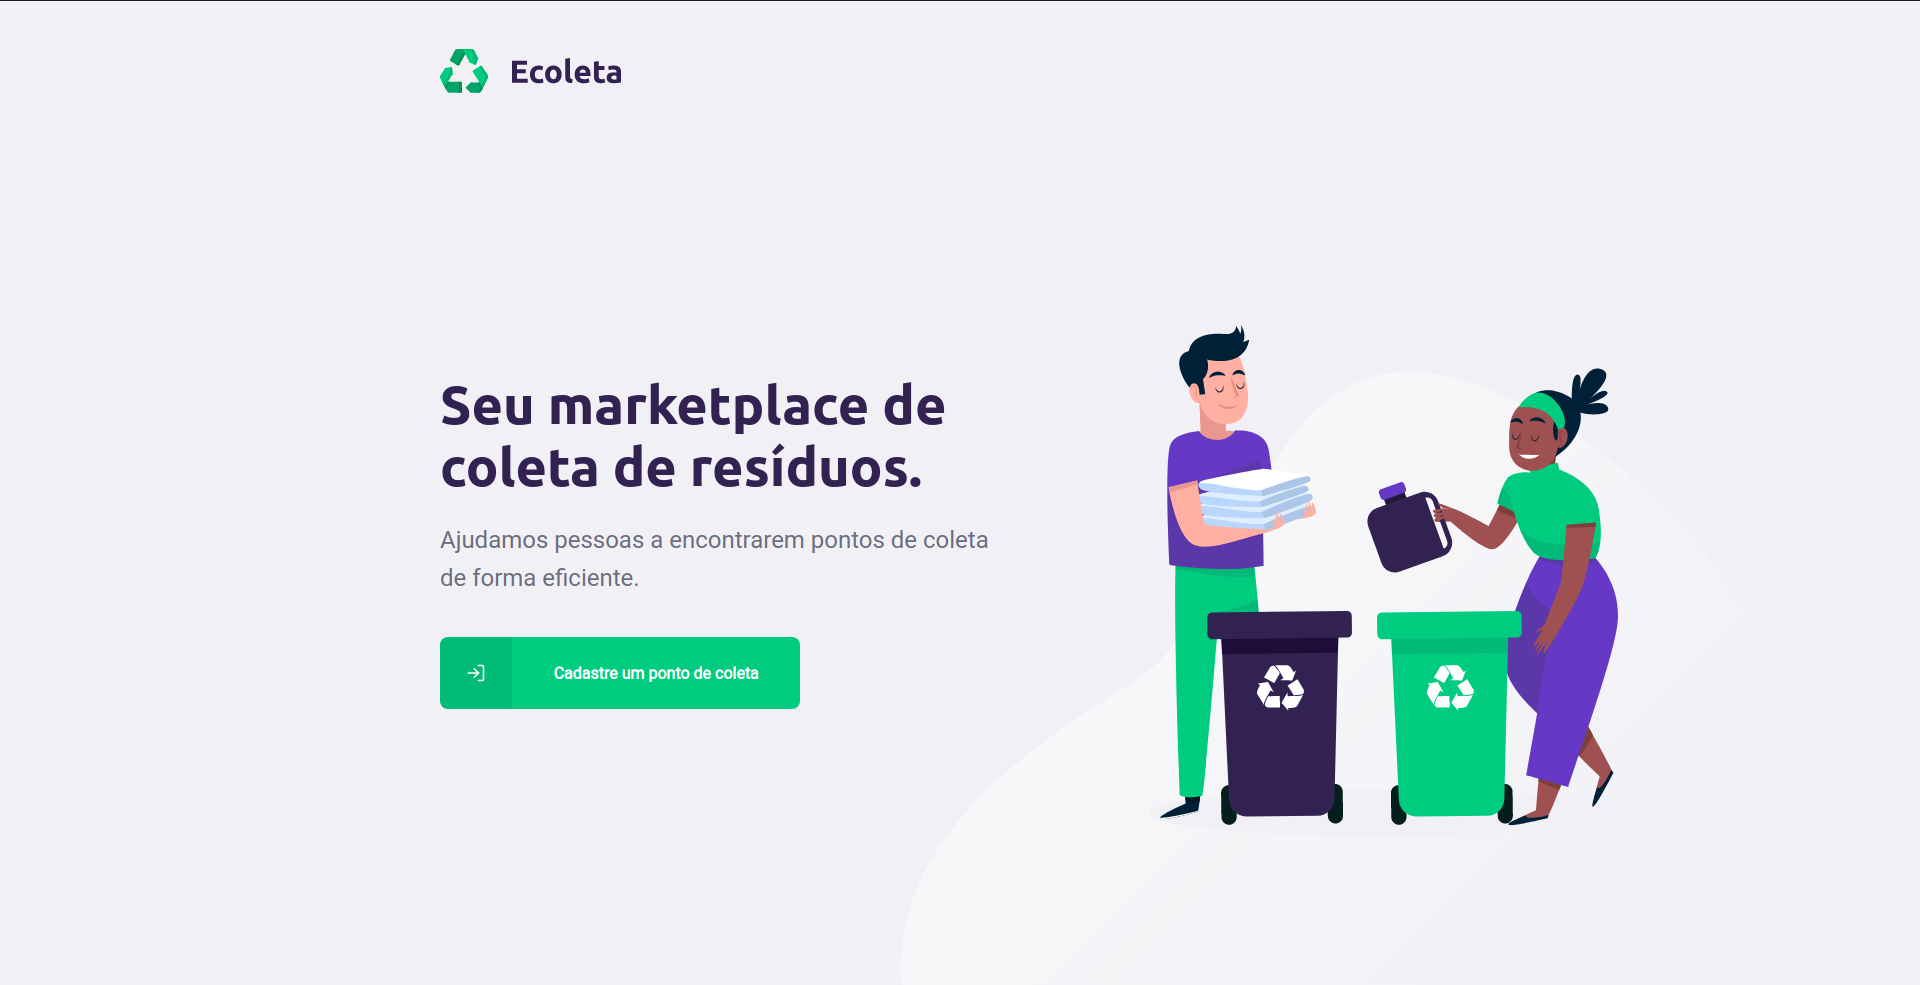 Ecoleta
Seu marketplace de
coleta de resíduos.
Ajudamos pessoas a encontrarem pontos de coleta
de forma eficiente.
Cadastre um ponto de coleta